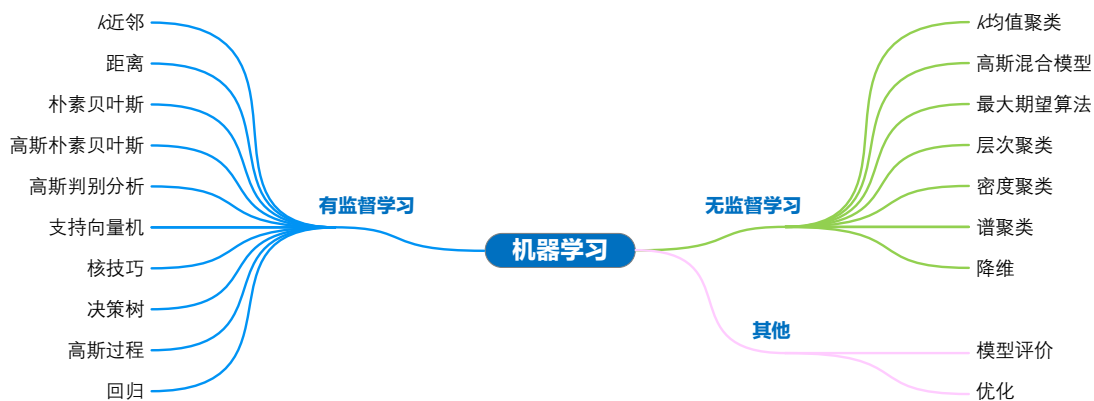 机器学习
有监督学习
k近邻
距离
朴素贝叶斯
高斯朴素贝叶斯
高斯判别分析
支持向量机
核技巧
决策树
高斯过程
回归
无监督学习
k均值聚类
高斯混合模型
最大期望算法
层次聚类
密度聚类
谱聚类
降维
其他
模型评价
优化